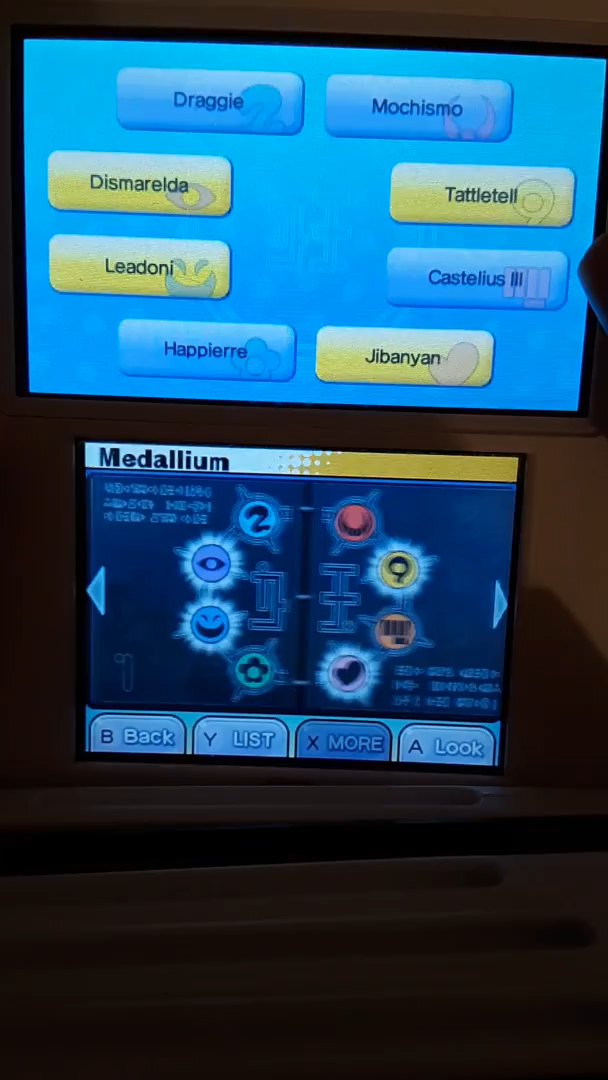 Draggie
Mochismo
Dismarelda
Tattletell
Leadoni
Castelius III
Happierre
Jibanyan
Medallium
B Back
Y LIST
X MORE
A Look